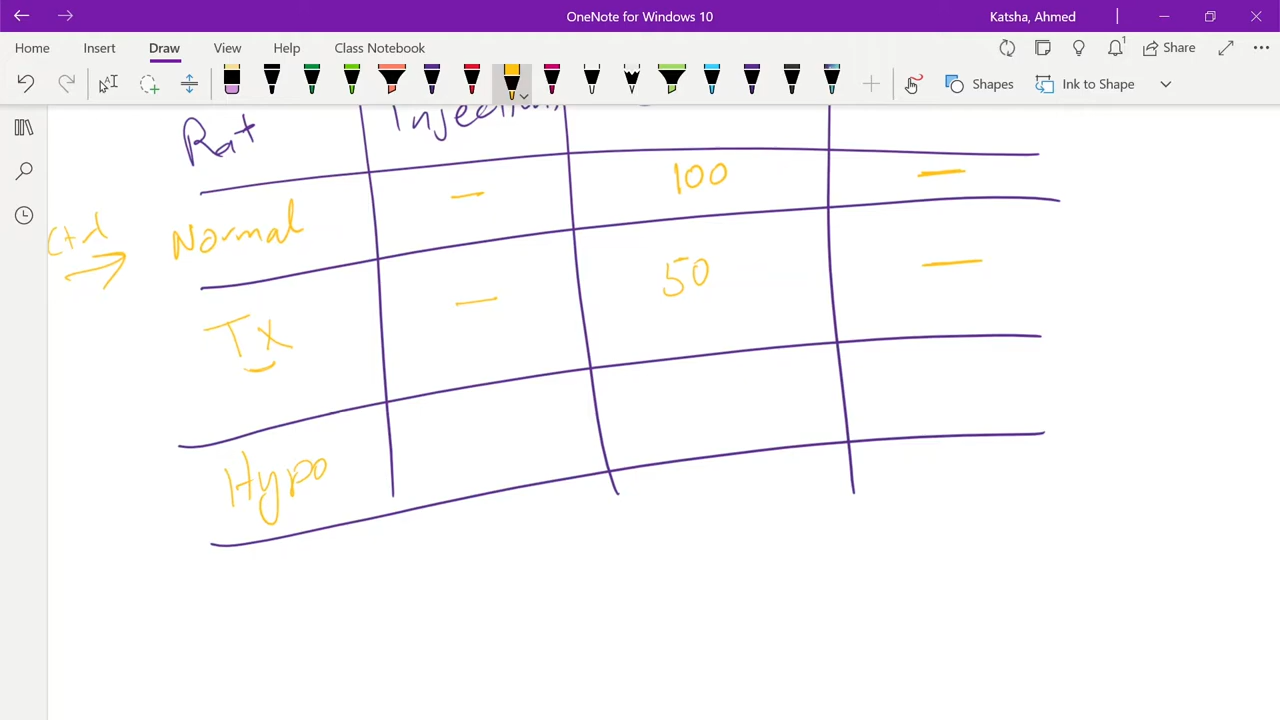 OneNote for Windows 10
Katsha, Ahmed
Home Insert Draw View Help Class Notebook
Share
Shapes
Ink to Shape
Rat Injection
Normal — 100 —
Tx — 50 —
Hypo